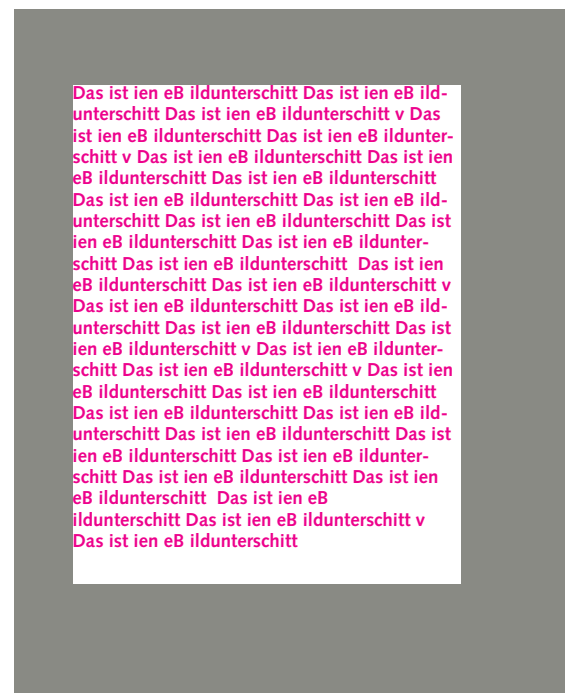 Das ist ien eB ildunterschitt Das ist ien eB ild-
unterschitt Das ist ien eB ildunterschitt v Das
ist ien eB ildunterschitt Das ist ien eB ildunter-
schitt v Das ist ien eB ildunterschitt Das ist ien
eB ildunterschitt Das ist ien eB ildunterschitt
Das ist ien eB ildunterschitt Das ist ien eB ild-
unterschitt Das ist ien eB ildunterschitt Das ist
ien eB ildunterschitt Das ist ien eB ildunter-
schitt Das ist ien eB ildunterschitt  Das ist ien
eB ildunterschitt Das ist ien eB ildunterschitt v
Das ist ien eB ildunterschitt Das ist ien eB ild-
unterschitt Das ist ien eB ildunterschitt Das ist
ien eB ildunterschitt v Das ist ien eB ildunter-
schitt Das ist ien eB ildunterschitt v Das ist ien
eB ildunterschitt Das ist ien eB ildunterschitt
Das ist ien eB ildunterschitt Das ist ien eB ild-
unterschitt Das ist ien eB ildunterschitt Das ist
ien eB ildunterschitt Das ist ien eB ildunter-
schitt Das ist ien eB ildunterschitt Das ist ien
eB ildunterschitt  Das ist ien eB
ildunterschitt Das ist ien eB ildunterschitt v
Das ist ien eB ildunterschitt